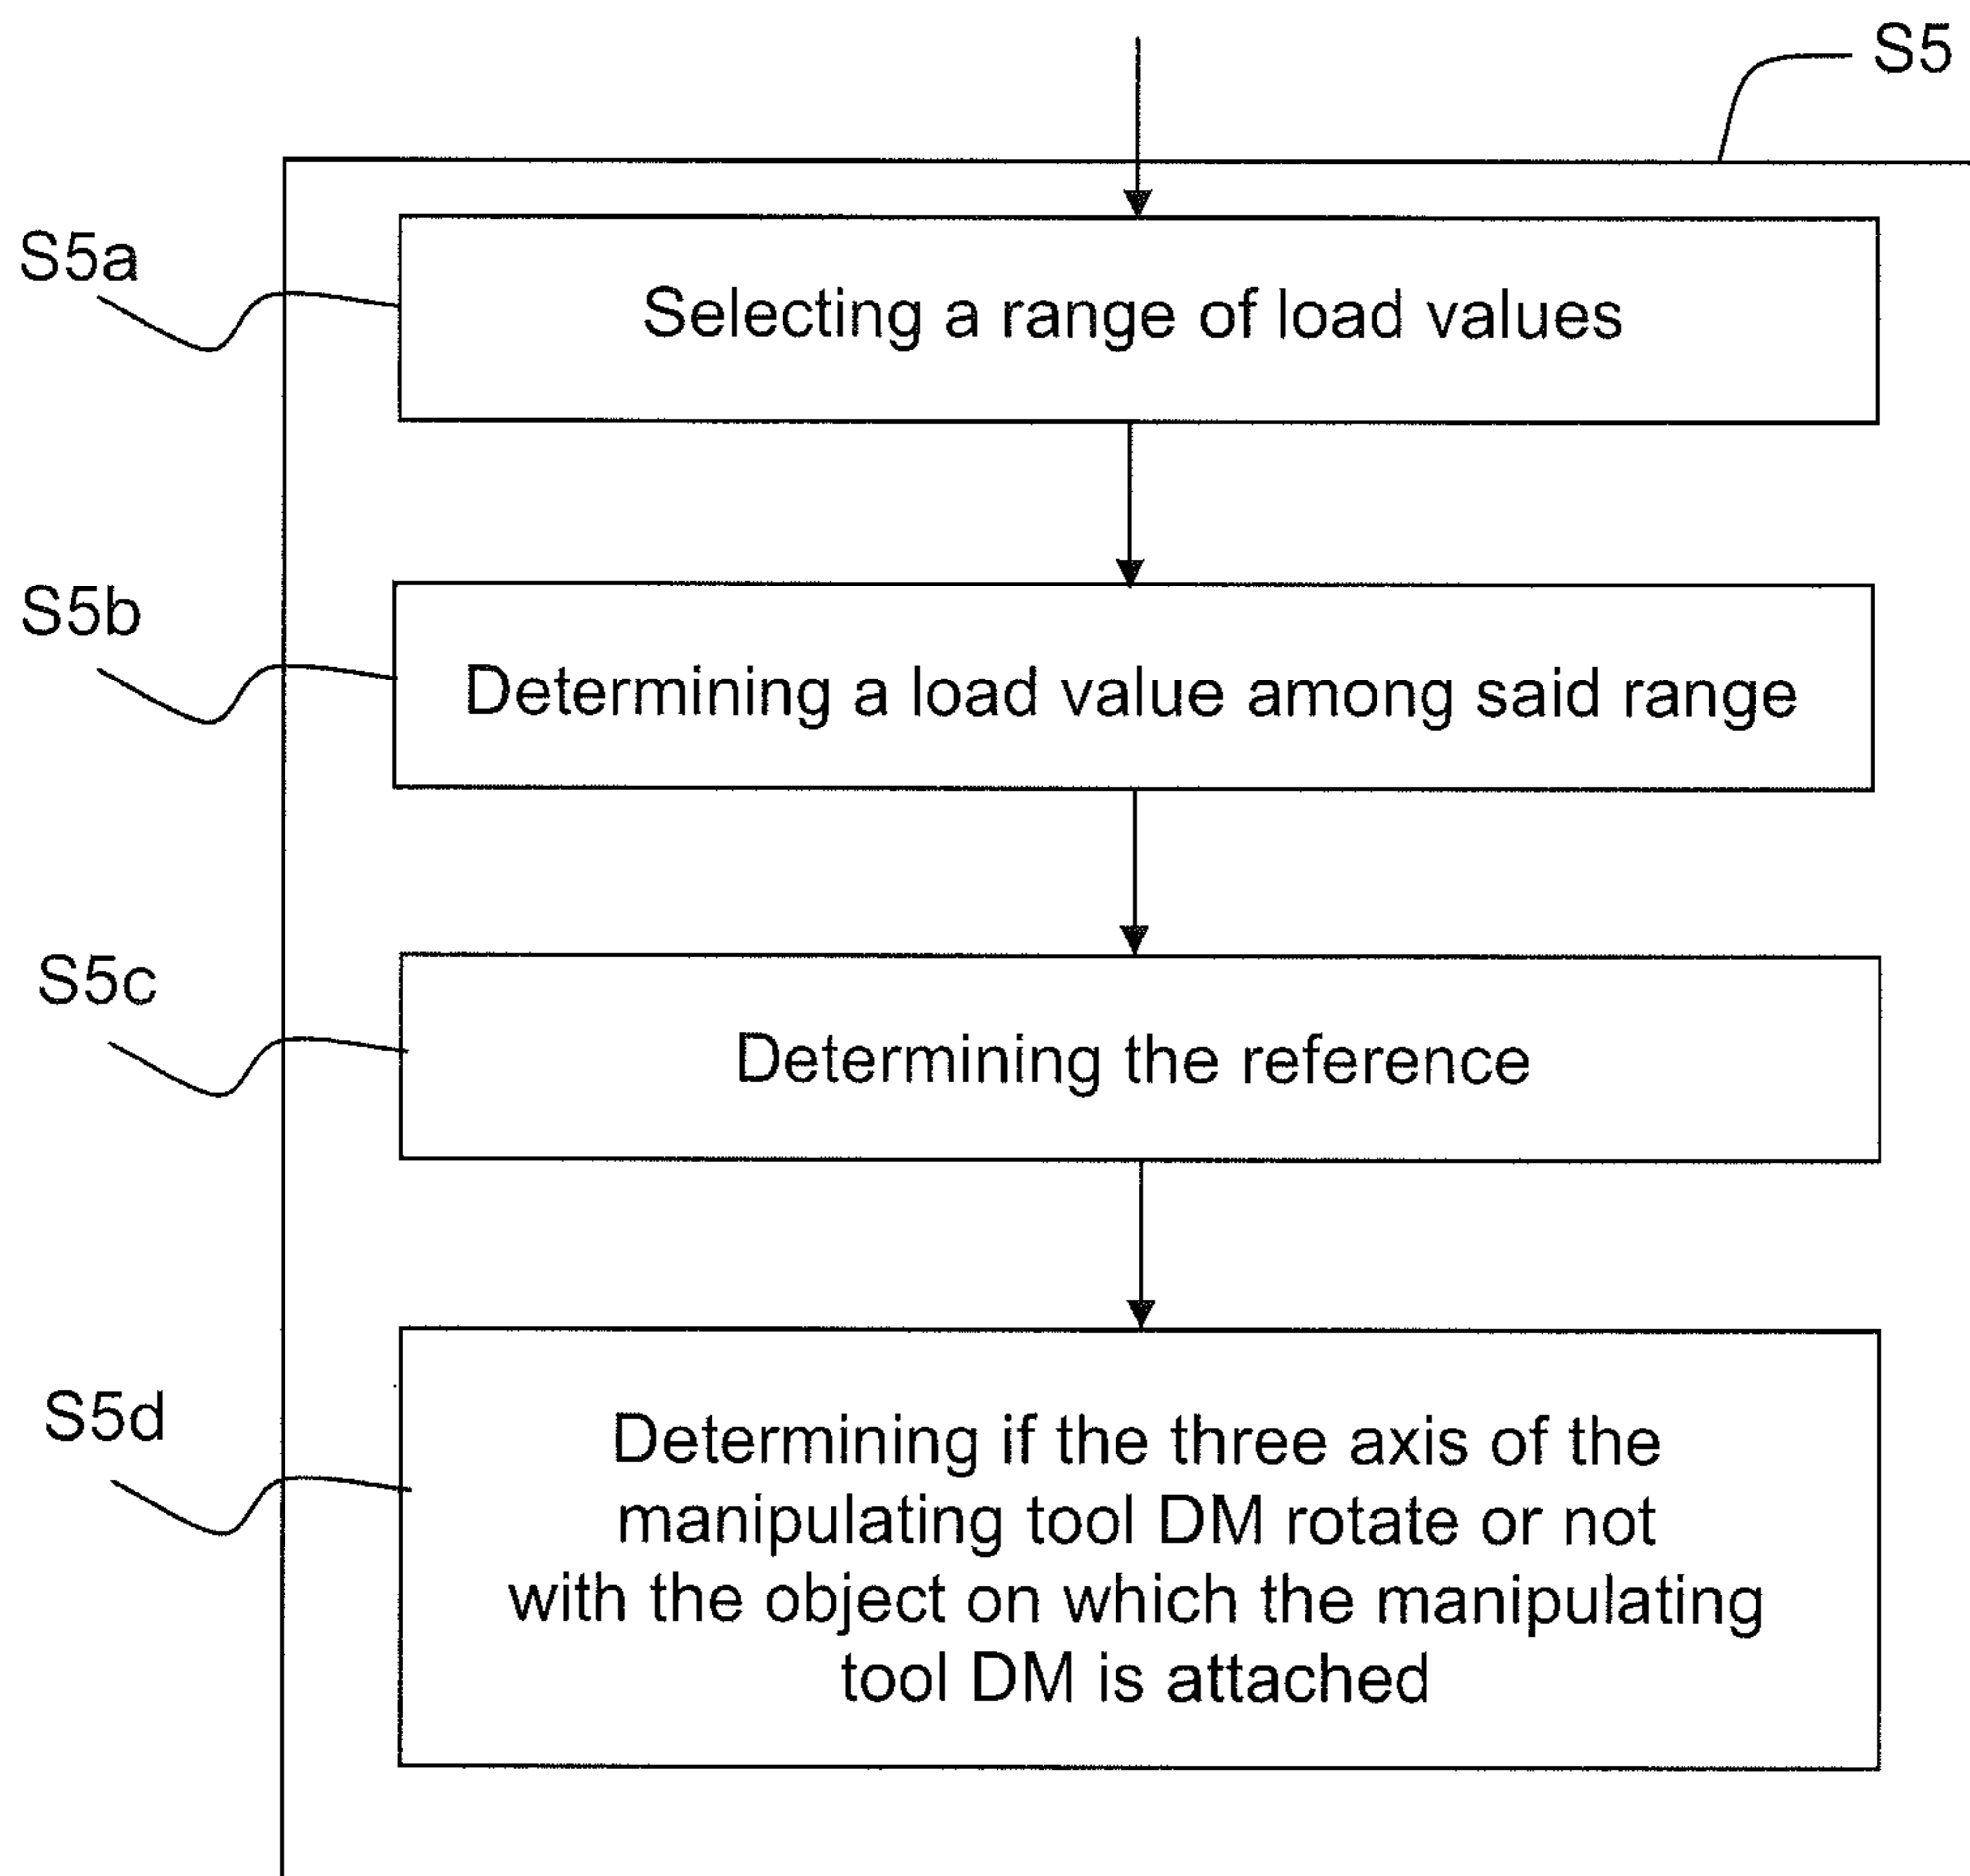 S5
S5a
Selecting a range of load values
S5b
Determining a load value among said range
S5c
Determining the reference
S5d
Determining if the three axis of the
manipulating tool DM rotate or not
with the object on which the manipulating
tool DM is attached